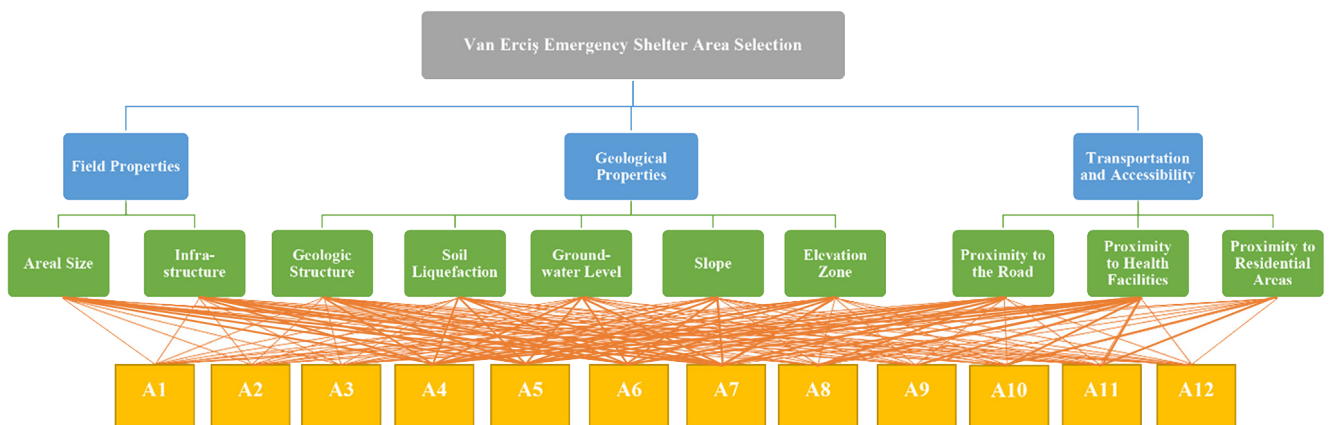 Van Erciş Emergency Shelter Area Selection
Field Properties
Geological
Properties
Transportation
and Accessibility
Areal Size
Infra-
structure
Geologic
Structure
Soil
Liquefaction
Ground-
water Level
Slope
Elevation
Zone
Proximity to
the Road
Proximity
to Health
Facilities
Proximity to
Residential
Areas
A1
A2
A3
A4
A5
A6
A7
A8
A9
A10
A11
A12